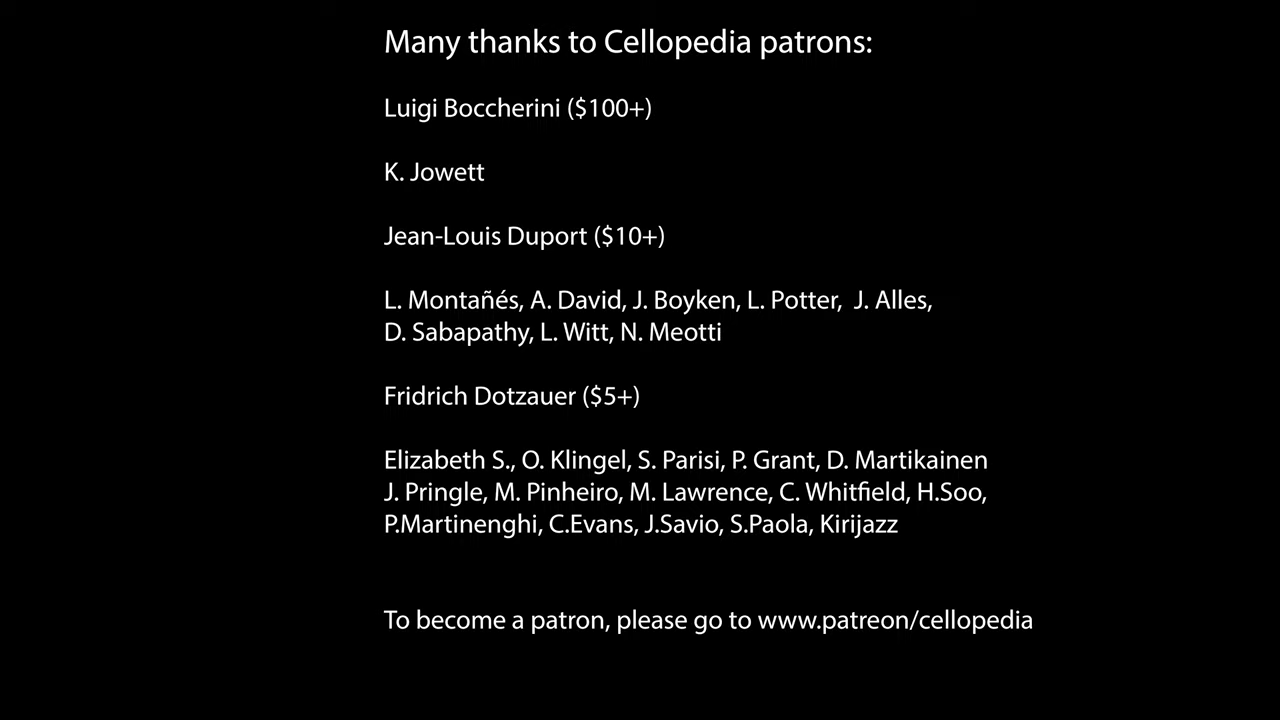 Many thanks to Cellopedia patrons:
Luigi Boccherini ($100+)
K. Jowett
Jean-Louis Duport ($10+)
L. Montañés, A. David, J. Boyken, L. Potter,  J. Alles,
D. Sabapathy, L. Witt, N. Meotti
Fridrich Dotzauer ($5+)
Elizabeth S., O. Klingel, S. Parisi, P. Grant, D. Martikainen
J. Pringle, M. Pinheiro, M. Lawrence, C. Whitfield, H.Soo,
P.Martinenghi, C.Evans, J.Savio, S.Paola, Kirijazz
To become a patron, please go to www.patreon/cellopedia